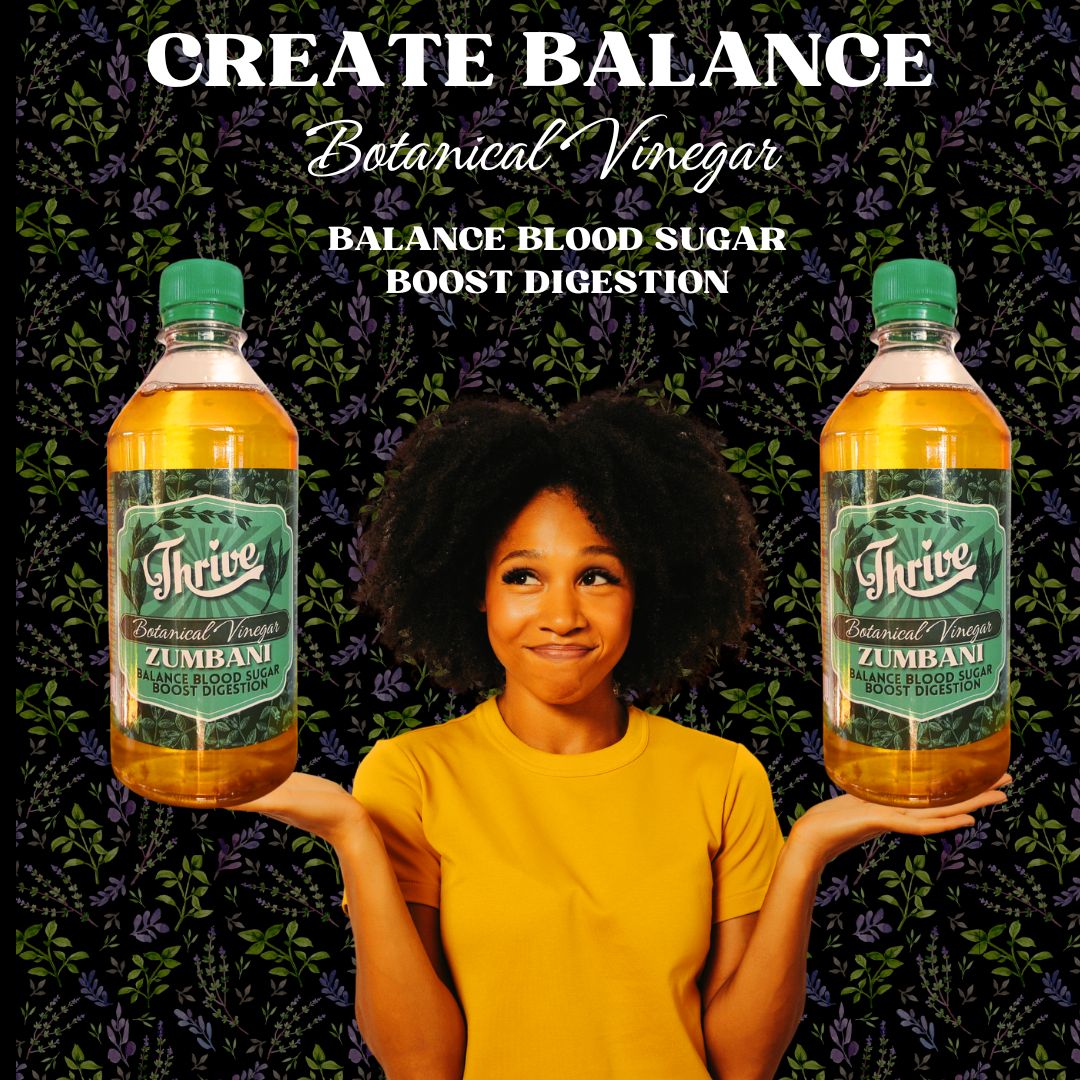 CREATE BALANCE
Botanical Vinegar
BALANCE BLOOD SUGAR
BOOST DIGESTION
Thrive
Botanical Vinegar
ZUMBANI
BALANCE BLOOD SUGAR
BOOST DIGESTION
Thrive
Botanical Vinegar
ZUMBANI
BALANCE BLOOD SUGAR
BOOST DIGESTION